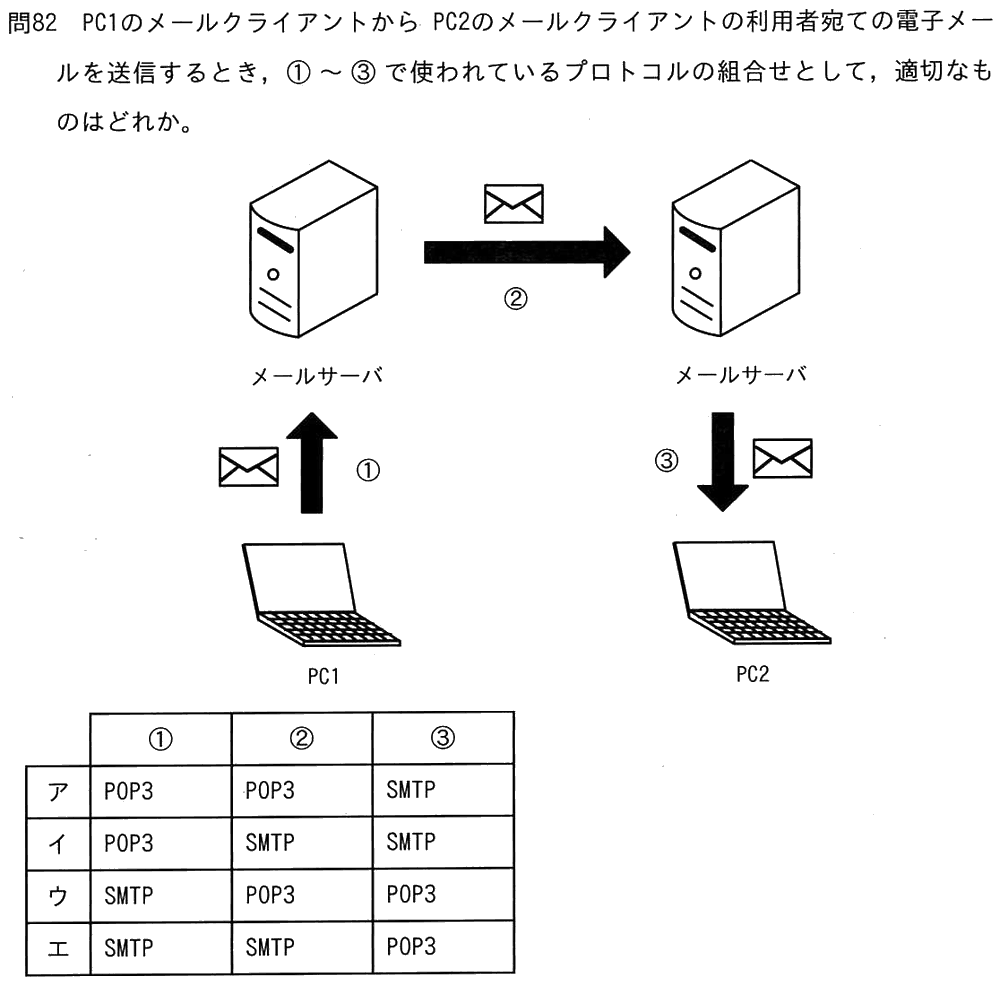 問82 PC1のメールクライアントから PC2のメールクライアントの利用者宛ての電子メー
ルを送信するとき，① ～ ③ で使われているプロトコルの組合せとして，適切なも
のはどれか。
②
メールサーバ メールサーバ
① ③
PC1 PC2
① ② ③
ア POP3 POP3 SMTP
イ POP3 SMTP SMTP
ウ SMTP POP3 POP3
エ SMTP SMTP POP3